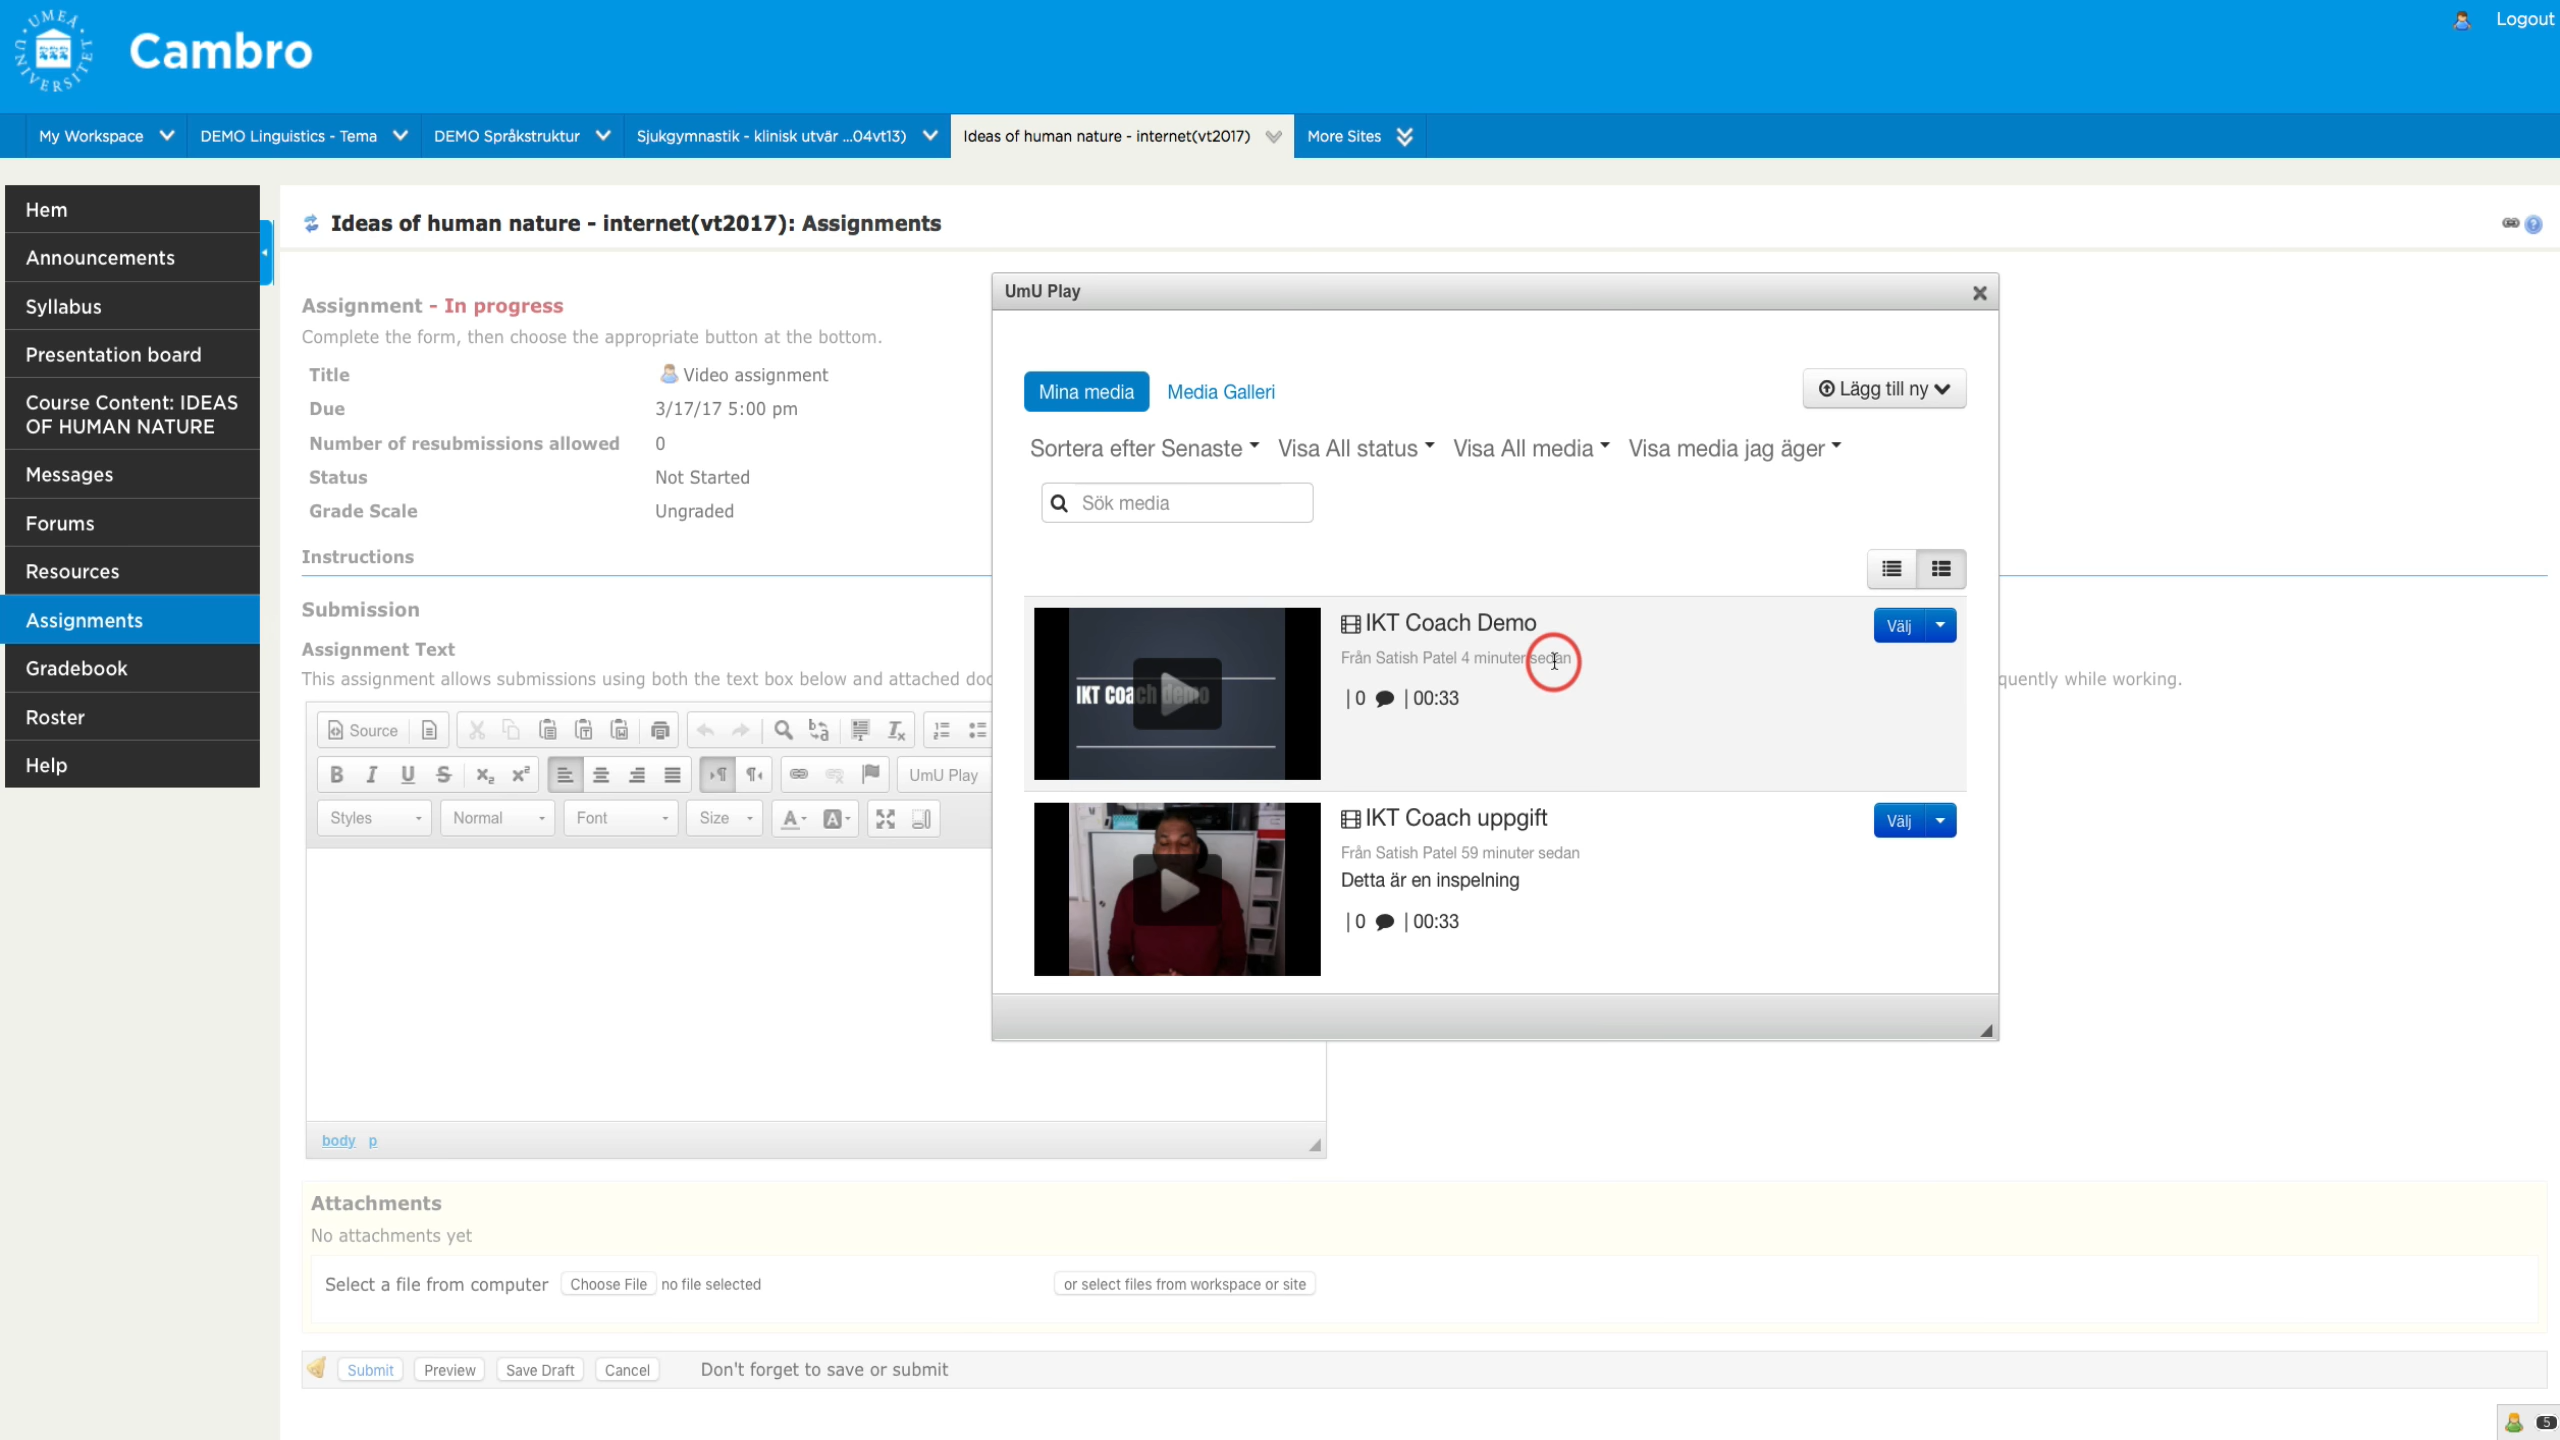 UMEÅ UNIVERSITET
Cambro
Logout
My Workspace
DEMO Linguistics - Tema
DEMO Språkstruktur
Sjukgymnastik - klinisk utvär ...04vt13)
Ideas of human nature - internet(vt2017)
More Sites
Hem
Announcements
Syllabus
Presentation board
Course Content: IDEAS
OF HUMAN NATURE
Messages
Forums
Resources
Assignments
Gradebook
Roster
Help
Ideas of human nature - internet(vt2017): Assignments
Assignment - In progress
Complete the form, then choose the appropriate button at the bottom.
Title Video assignment
Due 3/17/17 5:00 pm
Number of resubmissions allowed 0
Status Not Started
Grade Scale Ungraded
Instructions
Submission
Assignment Text
This assignment allows submissions using both the text box below and attached doc
quently while working.
Source
B I U S x₂ x²
UmU Play
Styles Normal Font Size A A
body p
UmU Play
Mina media Media Galleri Lägg till ny
Sortera efter Senaste Visa All status Visa All media Visa media jag äger
Sök media
IKT Coach demo
IKT Coach Demo
Välj
Från Satish Patel 4 minuter sedan
| 0 | 00:33
IKT Coach uppgift
Välj
Från Satish Patel 59 minuter sedan
Detta är en inspelning
| 0 | 00:33
Attachments
No attachments yet
Select a file from computer Choose File no file selected or select files from workspace or site
Submit Preview Save Draft Cancel Don't forget to save or submit
5